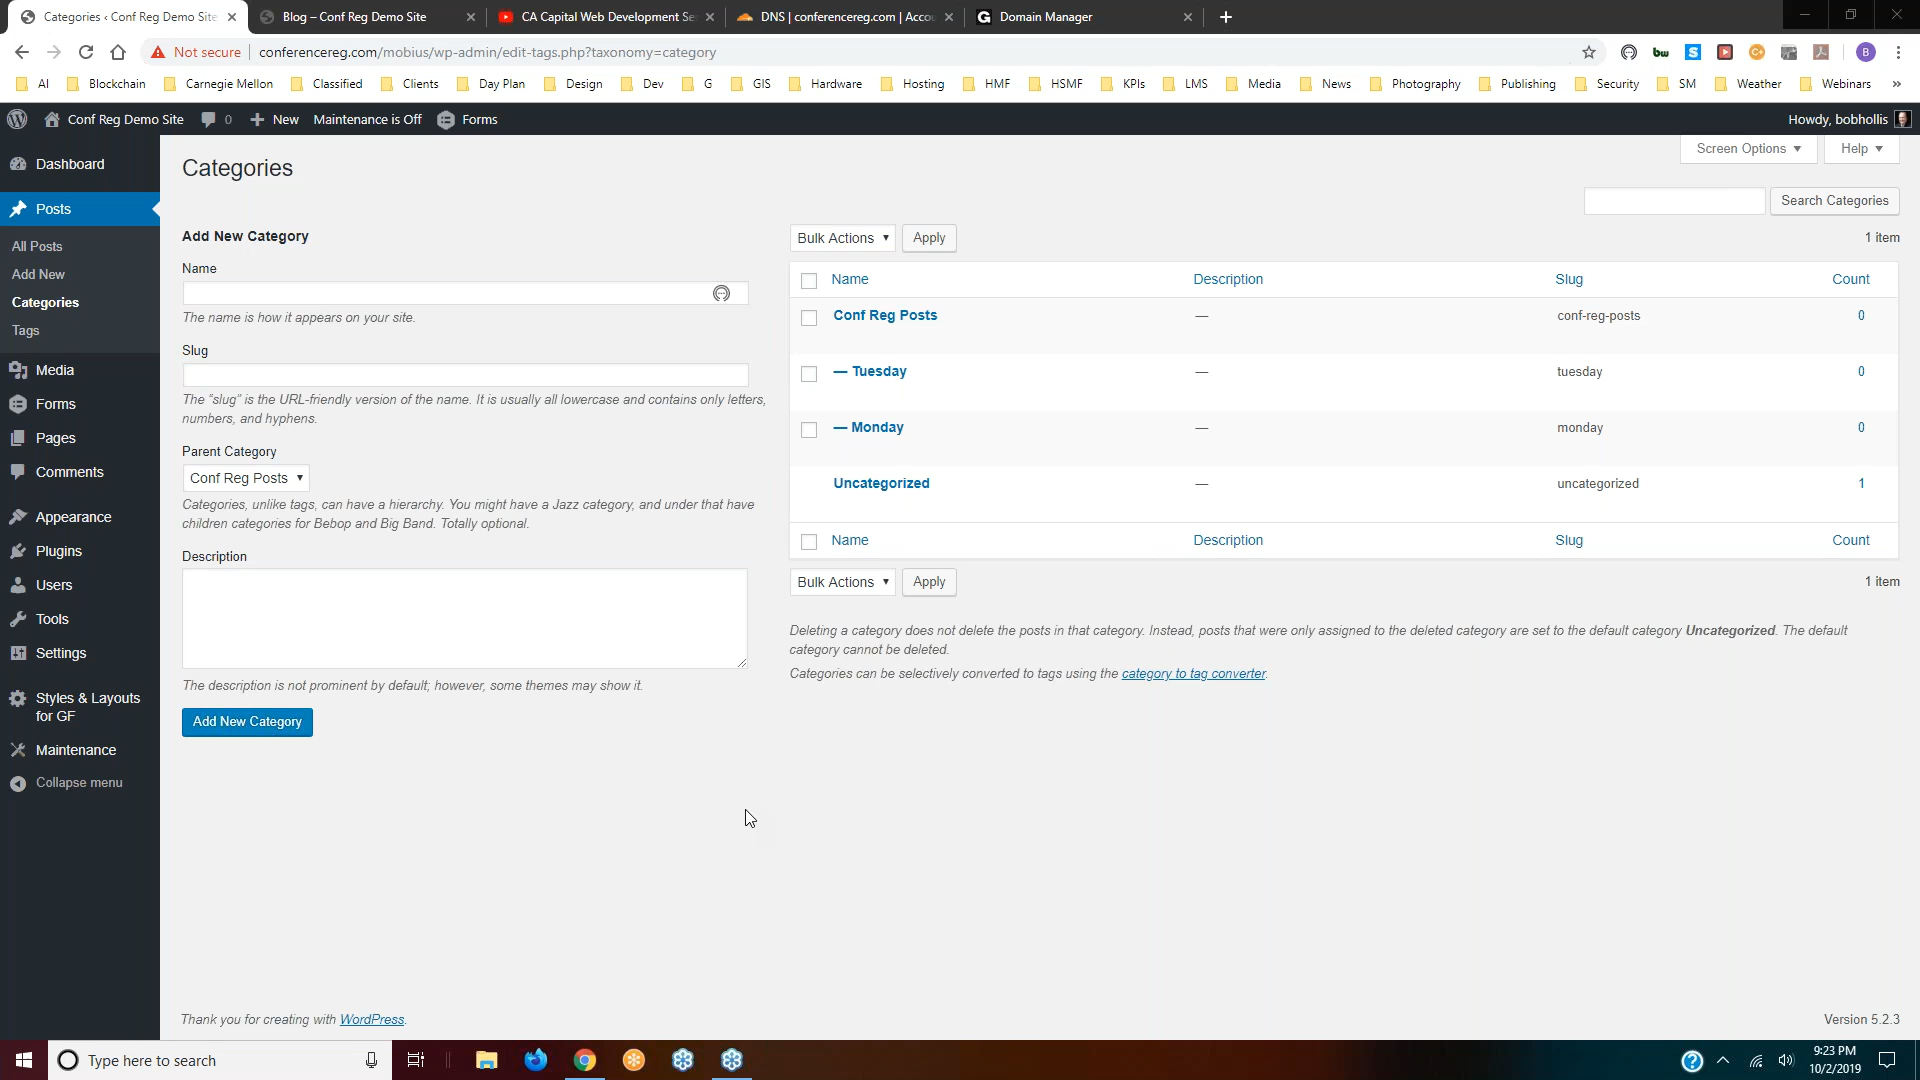 Categories ‹ Conf Reg Demo Site
Blog – Conf Reg Demo Site
CA Capital Web Development Se
DNS | conferencereg.com | Accou
Domain Manager
Not secure
conferencereg.com/mobius/wp-admin/edit-tags.php?taxonomy=category
AI
Blockchain
Carnegie Mellon
Classified
Clients
Day Plan
Design
Dev
G
GIS
Hardware
Hosting
HMF
HSMF
KPIs
LMS
Media
News
Photography
Publishing
Security
SM
Weather
Webinars
»
Conf Reg Demo Site
0
New
Maintenance is Off
Forms
Howdy, bobhollis
Dashboard
Posts
All Posts
Add New
Categories
Tags
Media
Forms
Pages
Comments
Appearance
Plugins
Users
Tools
Settings
Styles & Layouts
for GF
Maintenance
Collapse menu
Categories
Screen Options
Help
Search Categories
Add New Category
Name
The name is how it appears on your site.
Slug
The “slug” is the URL-friendly version of the name. It is usually all lowercase and contains only letters,
numbers, and hyphens.
Parent Category
Conf Reg Posts
Categories, unlike tags, can have a hierarchy. You might have a Jazz category, and under that have
children categories for Bebop and Big Band. Totally optional.
Description
The description is not prominent by default; however, some themes may show it.
Add New Category
Bulk Actions
Apply
1 item
Name Description Slug Count
Conf Reg Posts — conf-reg-posts 0
— Tuesday — tuesday 0
— Monday — monday 0
Uncategorized — uncategorized 1
Name Description Slug Count
Bulk Actions
Apply
1 item
Deleting a category does not delete the posts in that category. Instead, posts that were only assigned to the deleted category are set to the default category Uncategorized. The default
category cannot be deleted.
Categories can be selectively converted to tags using the category to tag converter.
Thank you for creating with WordPress.
Version 5.2.3
Type here to search
9:23 PM
10/2/2019